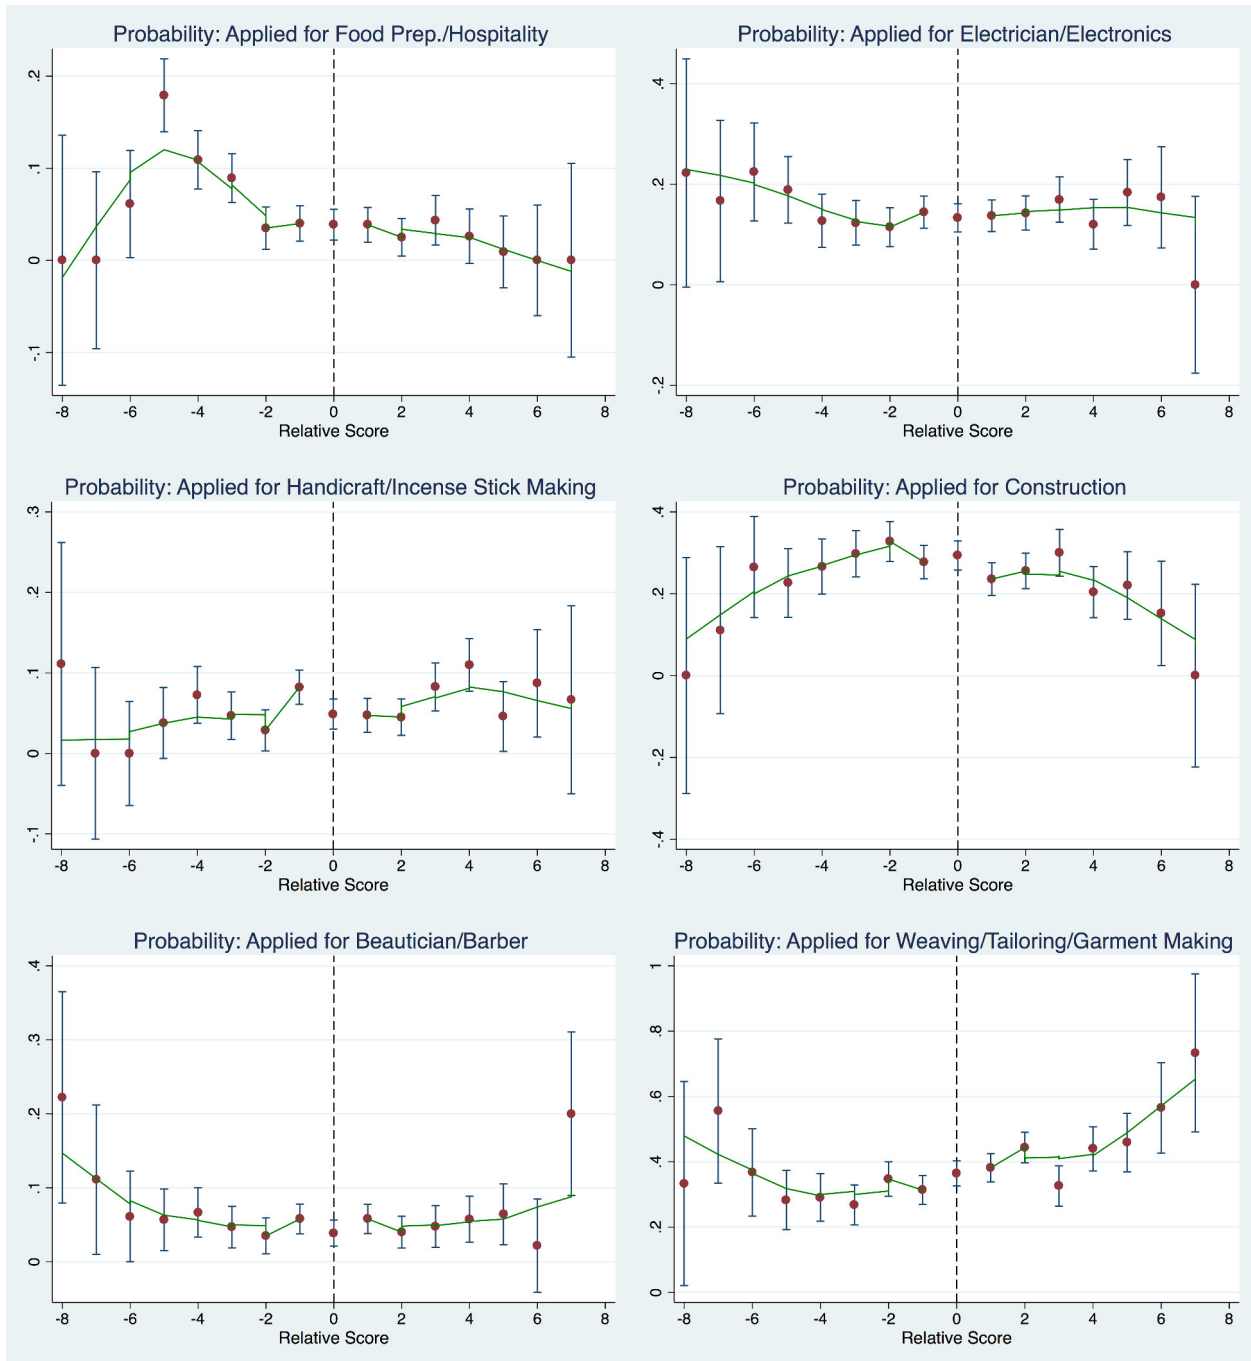 Probability: Applied for Food Prep./Hospitality
.2
.1
0
-.1
-8 -6 -4 -2 0 2 4 6 8
Relative Score
Probability: Applied for Electrician/Electronics
.4
.2
0
-.2
-8 -6 -4 -2 0 2 4 6 8
Relative Score
Probability: Applied for Handicraft/Incense Stick Making
.3
.2
.1
0
-.1
-8 -6 -4 -2 0 2 4 6 8
Relative Score
Probability: Applied for Construction
.4
.2
0
-.2
-.4
-8 -6 -4 -2 0 2 4 6 8
Relative Score
Probability: Applied for Beautician/Barber
.4
.3
.2
.1
0
-8 -6 -4 -2 0 2 4 6 8
Relative Score
Probability: Applied for Weaving/Tailoring/Garment Making
1
.8
.6
.4
.2
0
-8 -6 -4 -2 0 2 4 6 8
Relative Score